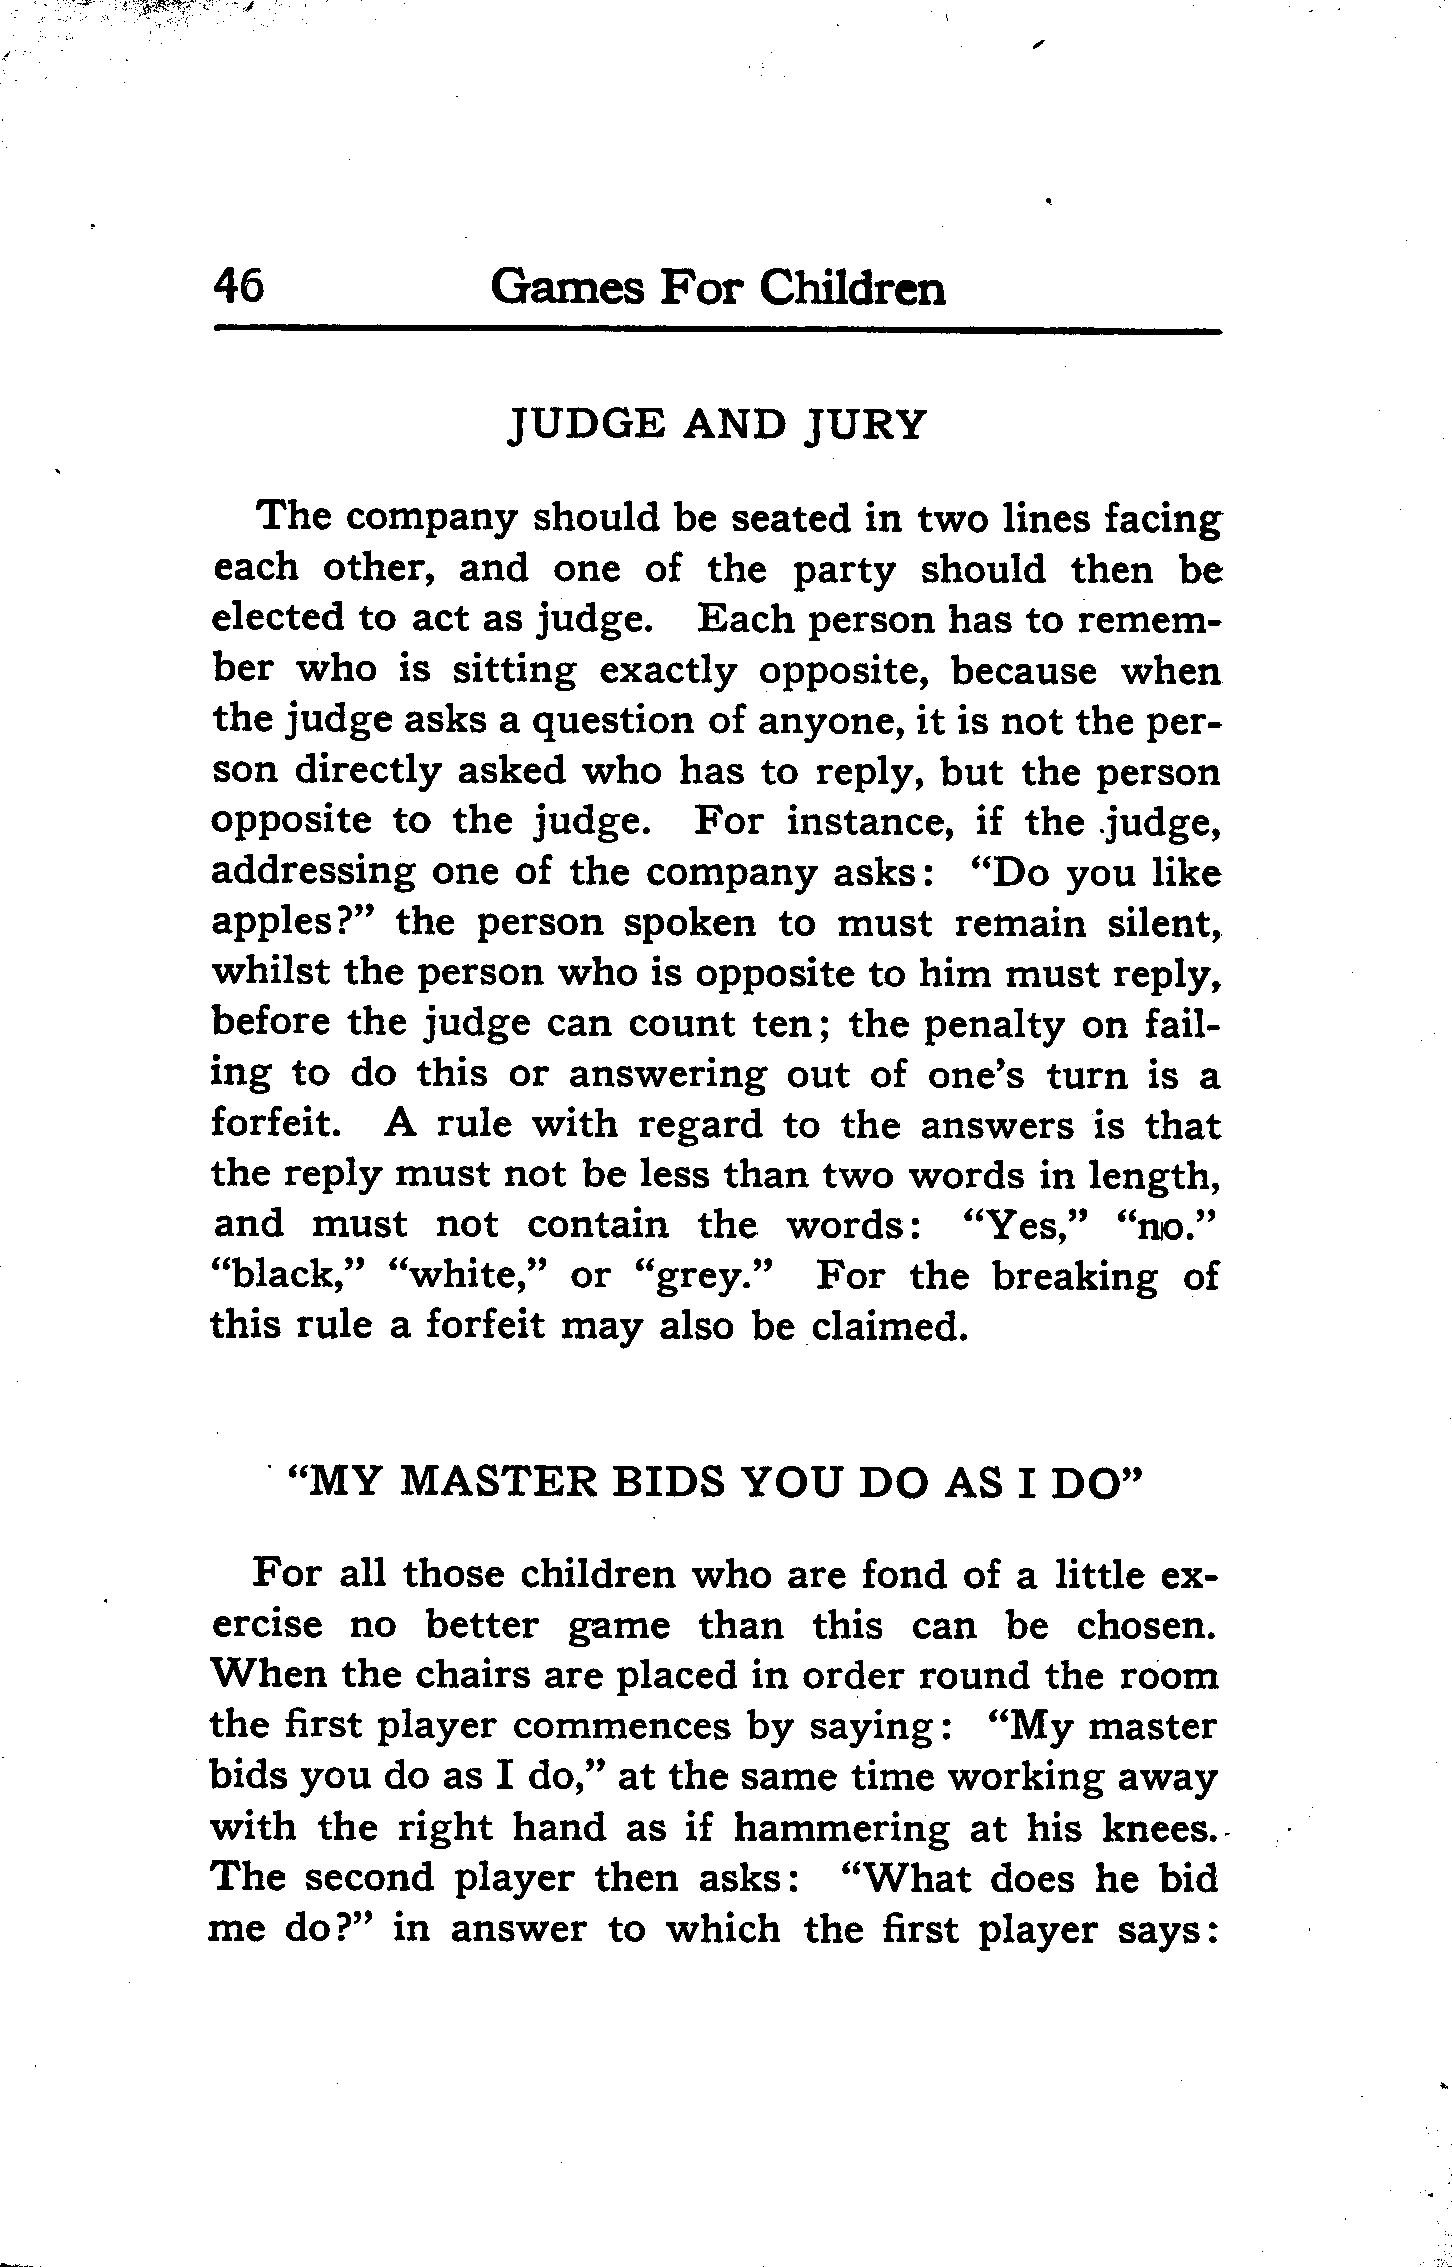 46 Games For Children
JUDGE AND JURY
The company should be seated in two lines facing
each other, and one of the party should then be
elected to act as judge. Each person has to remem-
ber who is sitting exactly opposite, because when
the judge asks a question of anyone, it is not the per-
son directly asked who has to reply, but the person
opposite to the judge. For instance, if the judge,
addressing one of the company asks: "Do you like
apples?" the person spoken to must remain silent,
whilst the person who is opposite to him must reply,
before the judge can count ten; the penalty on fail-
ing to do this or answering out of one's turn is a
forfeit. A rule with regard to the answers is that
the reply must not be less than two words in length,
and must not contain the words: "Yes," "no."
"black," "white," or "grey." For the breaking of
this rule a forfeit may also be claimed.
"MY MASTER BIDS YOU DO AS I DO"
For all those children who are fond of a little ex-
ercise no better game than this can be chosen.
When the chairs are placed in order round the room
the first player commences by saying: "My master
bids you do as I do," at the same time working away
with the right hand as if hammering at his knees.
The second player then asks: "What does he bid
me do?" in answer to which the first player says: